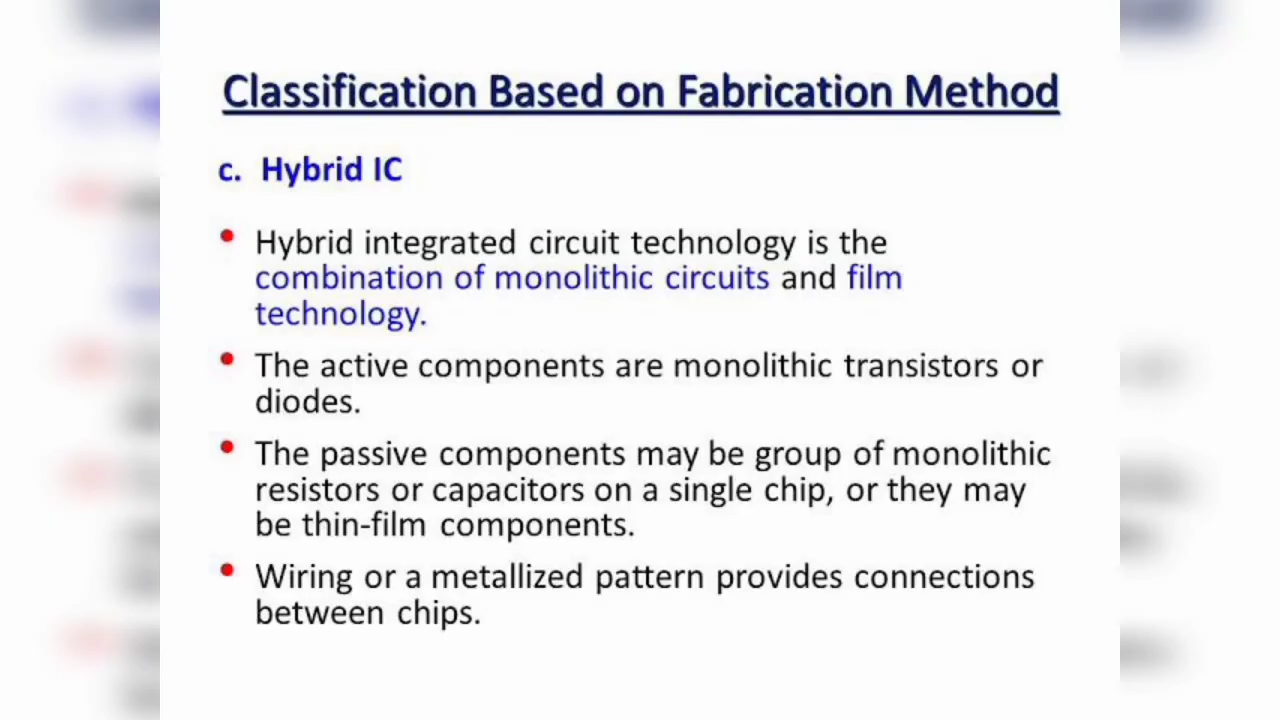 Classification Based on Fabrication Method
c. Hybrid IC
• Hybrid integrated circuit technology is the
combination of monolithic circuits and film
technology.
• The active components are monolithic transistors or
diodes.
• The passive components may be group of monolithic
resistors or capacitors on a single chip, or they may
be thin-film components.
• Wiring or a metallized pattern provides connections
between chips.